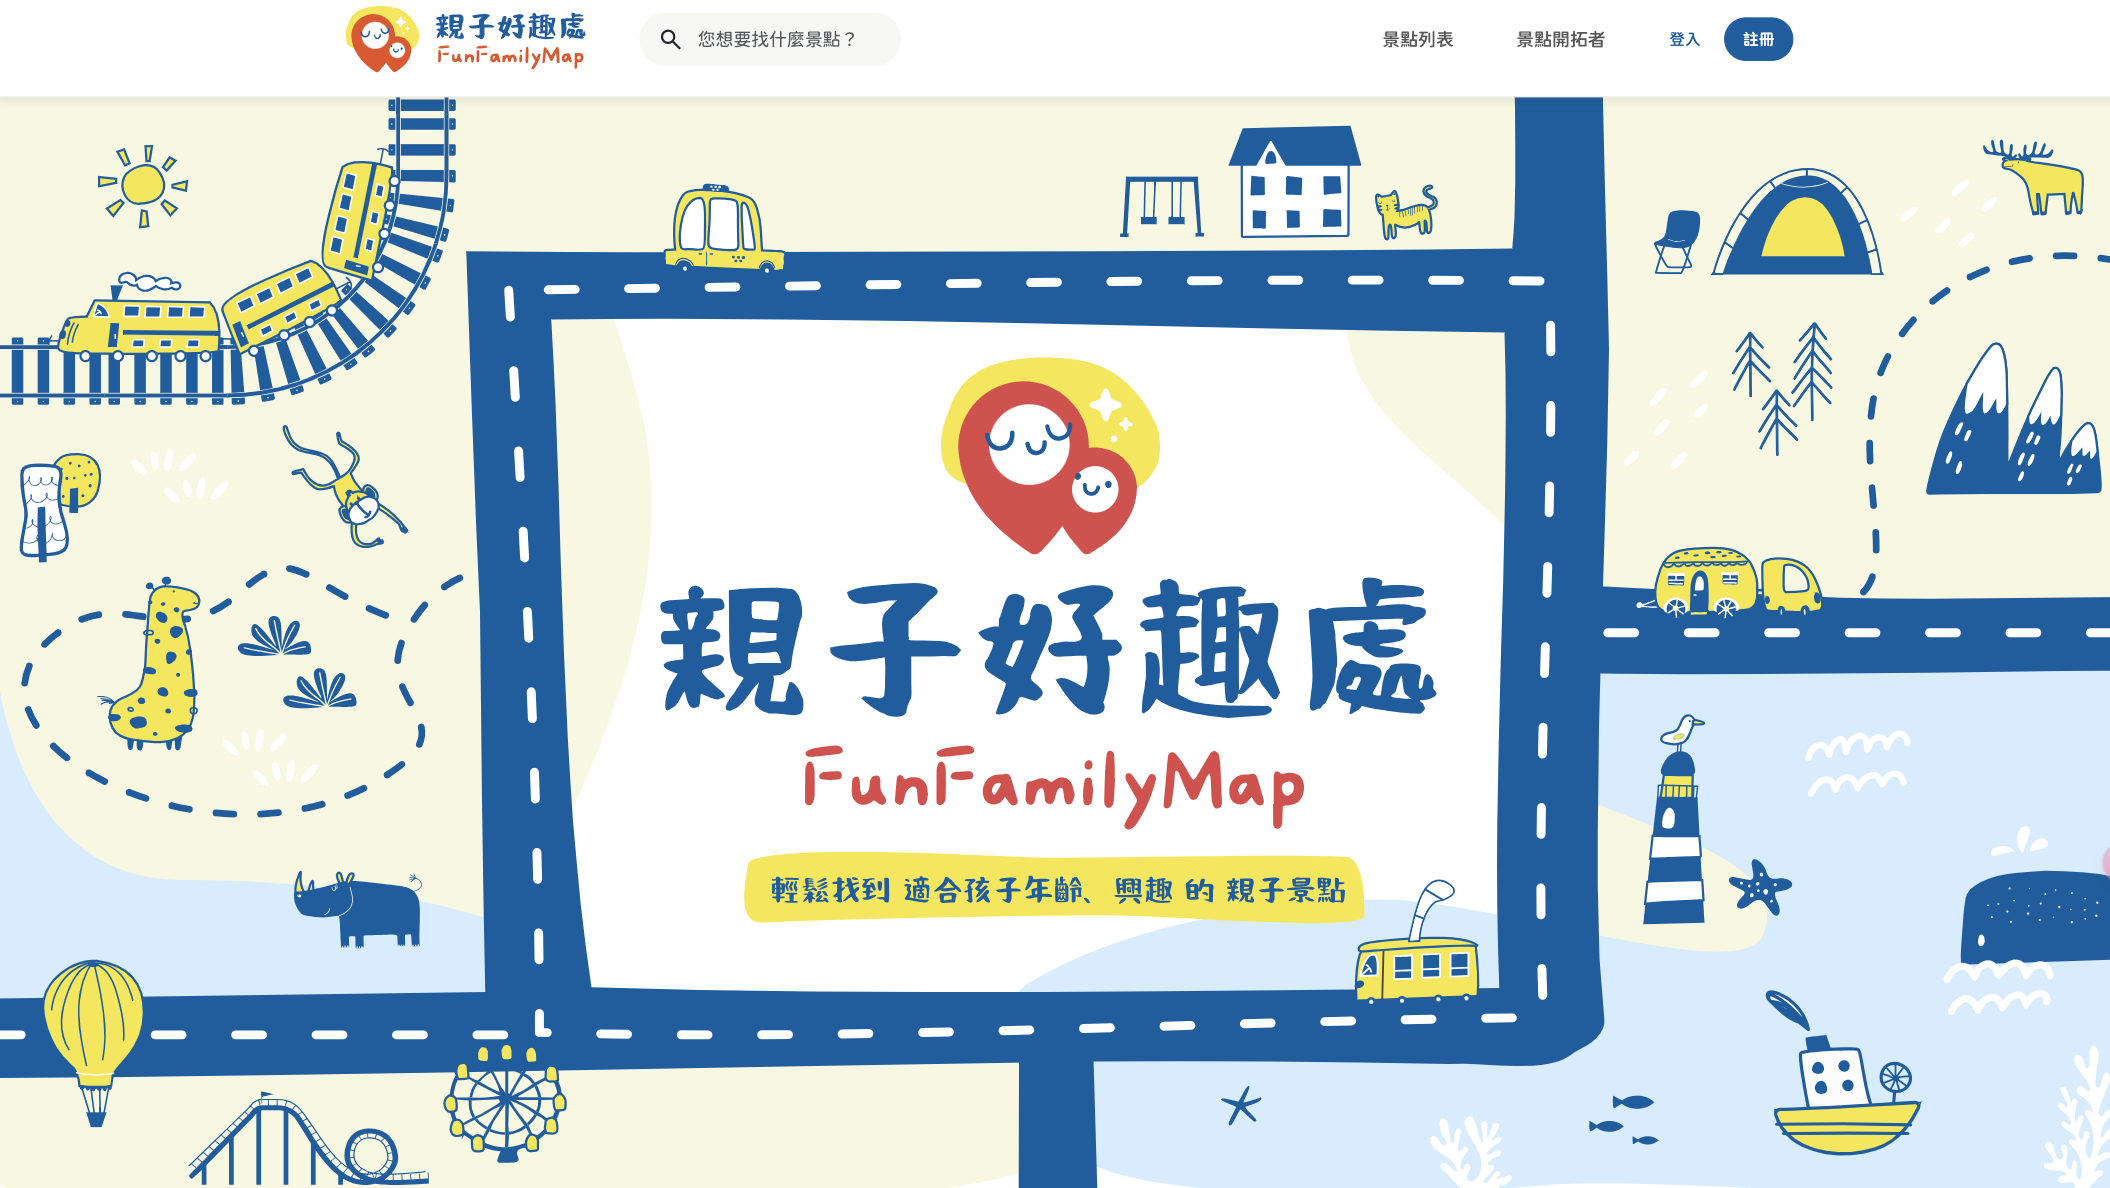 親子好趣處
FunFamilyMap
您想要找什麼景點？
景點列表
景點開拓者
登入
註冊
親子好趣處
FunFamilyMap
輕鬆找到 適合孩子年齡、興趣 的 親子景點